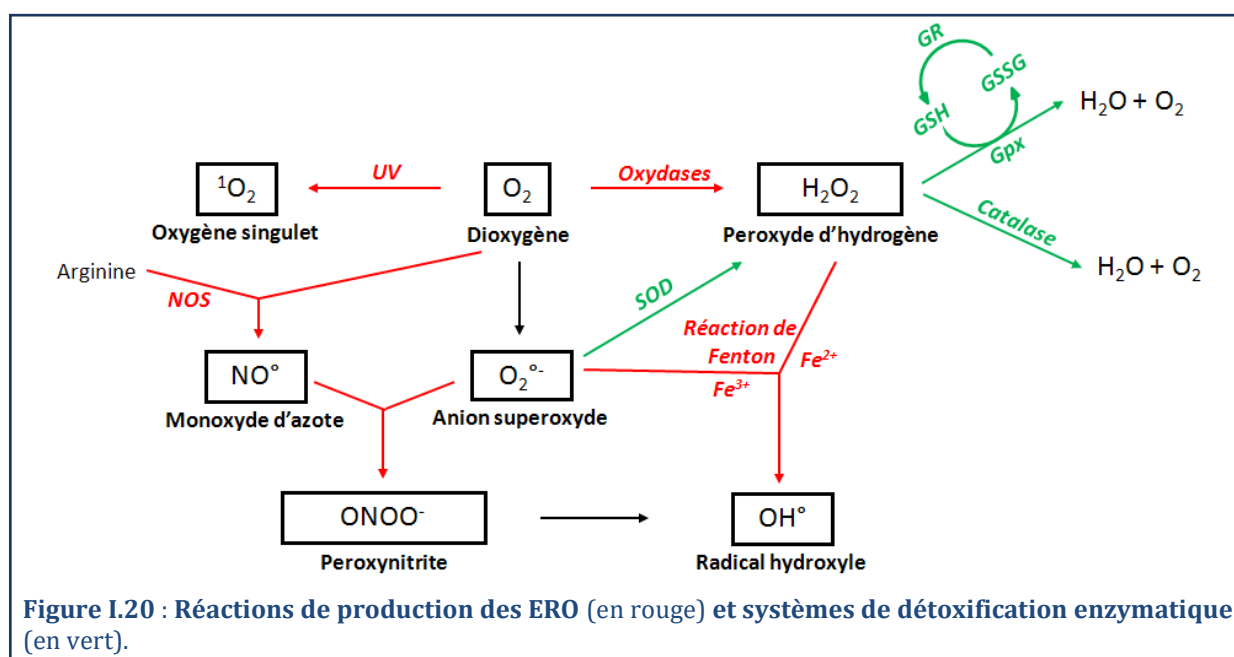 GR
GSSG
GSH
Gpx
H₂O + O₂
UV
Oxydases
¹O₂
O₂
H₂O₂
Oxygène singulet
Dioxygène
Peroxyde d'hydrogène
Catalase
H₂O + O₂
Arginine
NOS
SOD
Réaction de
Fenton
Fe²⁺
Fe³⁺
NO°
O₂°⁻
Monoxyde d'azote
Anion superoxyde
ONOO⁻
OH°
Peroxynitrite
Radical hydroxyle
Figure I.20 : Réactions de production des ERO (en rouge) et systèmes de détoxification enzymatique
(en vert).